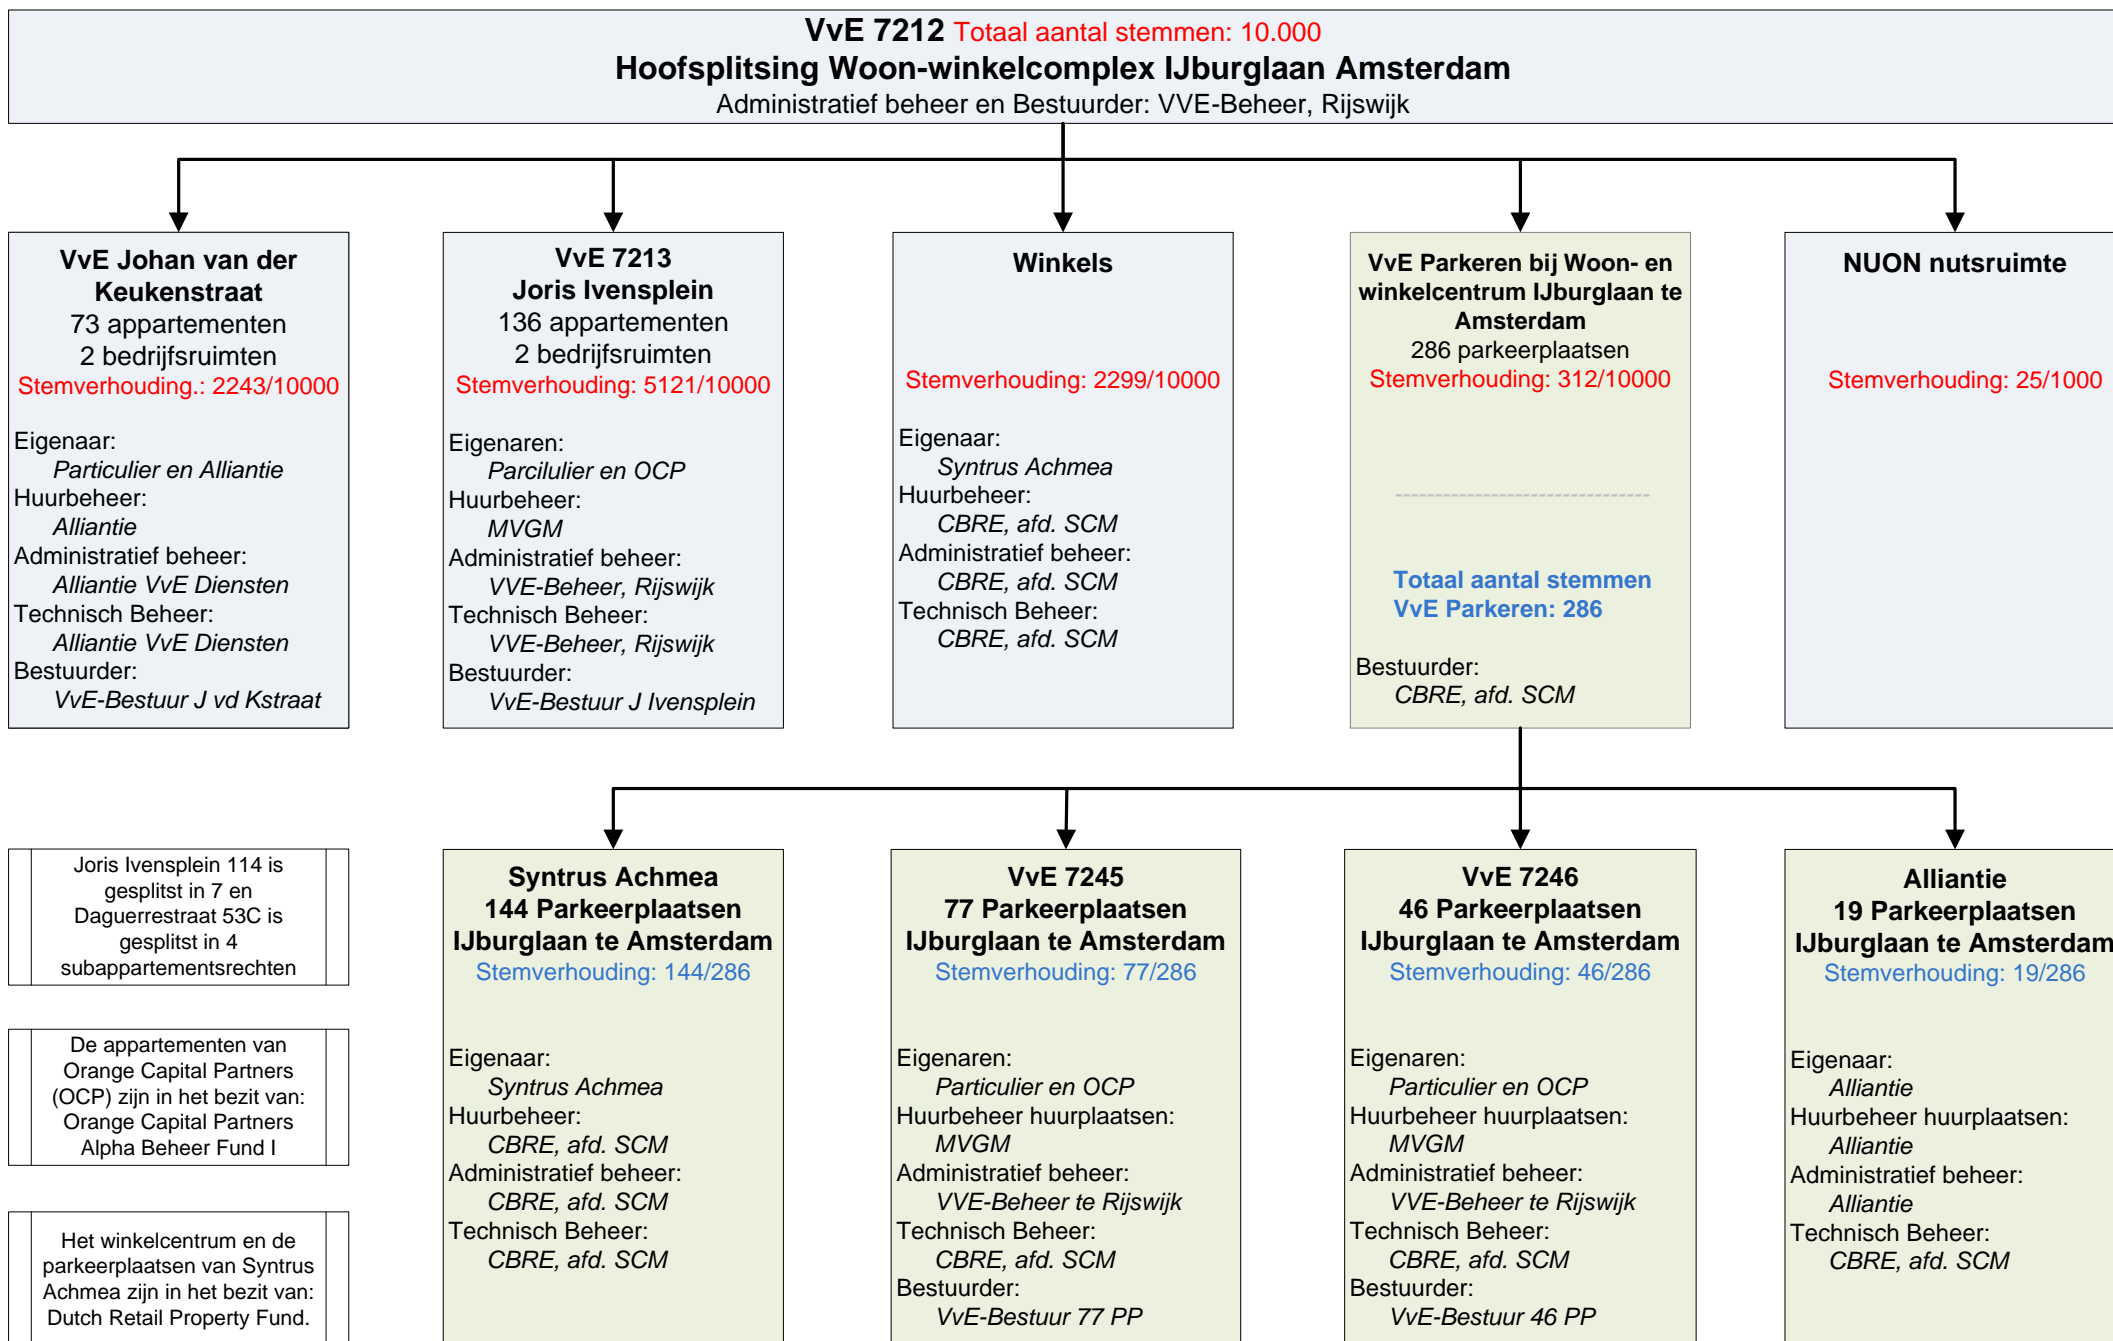 VvE 7212 Totaal aantal stemmen: 10.000
Hoofsplitsing Woon-winkelcomplex IJburglaan Amsterdam
Administratief beheer en Bestuurder: VVE-Beheer, Rijswijk
VvE Johan van der
Keukenstraat
73 appartementen
2 bedrijfsruimten
Stemverhouding.: 2243/10000
Eigenaar:
Particulier en Alliantie
Huurbeheer:
Alliantie
Administratief beheer:
Alliantie VvE Diensten
Technisch Beheer:
Alliantie VvE Diensten
Bestuurder:
VvE-Bestuur J vd Kstraat
VvE 7213
Joris Ivensplein
136 appartementen
2 bedrijfsruimten
Stemverhouding: 5121/10000
Eigenaren:
Parcilulier en OCP
Huurbeheer:
MVGM
Administratief beheer:
VVE-Beheer, Rijswijk
Technisch Beheer:
VVE-Beheer, Rijswijk
Bestuurder:
VvE-Bestuur J Ivensplein
Winkels
Stemverhouding: 2299/10000
Eigenaar:
Syntrus Achmea
Huurbeheer:
CBRE, afd. SCM
Administratief beheer:
CBRE, afd. SCM
Technisch Beheer:
CBRE, afd. SCM
VvE Parkeren bij Woon- en
winkelcentrum IJburglaan te
Amsterdam
286 parkeerplaatsen
Stemverhouding: 312/10000
Totaal aantal stemmen
VvE Parkeren: 286
Bestuurder:
CBRE, afd. SCM
NUON nutsruimte
Stemverhouding: 25/1000
Joris Ivensplein 114 is
gesplitst in 7 en
Daguerrestraat 53C is
gesplitst in 4
subappartementsrechten
De appartementen van
Orange Capital Partners
(OCP) zijn in het bezit van:
Orange Capital Partners
Alpha Beheer Fund I
Het winkelcentrum en de
parkeerplaatsen van Syntrus
Achmea zijn in het bezit van:
Dutch Retail Property Fund.
Syntrus Achmea
144 Parkeerplaatsen
IJburglaan te Amsterdam
Stemverhouding: 144/286
Eigenaar:
Syntrus Achmea
Huurbeheer:
CBRE, afd. SCM
Administratief beheer:
CBRE, afd. SCM
Technisch Beheer:
CBRE, afd. SCM
VvE 7245
77 Parkeerplaatsen
IJburglaan te Amsterdam
Stemverhouding: 77/286
Eigenaren:
Particulier en OCP
Huurbeheer huurplaatsen:
MVGM
Administratief beheer:
VVE-Beheer te Rijswijk
Technisch Beheer:
CBRE, afd. SCM
Bestuurder:
VvE-Bestuur 77 PP
VvE 7246
46 Parkeerplaatsen
IJburglaan te Amsterdam
Stemverhouding: 46/286
Eigenaren:
Particulier en OCP
Huurbeheer huurplaatsen:
MVGM
Administratief beheer:
VVE-Beheer te Rijswijk
Technisch Beheer:
CBRE, afd. SCM
Bestuurder:
VvE-Bestuur 46 PP
Alliantie
19 Parkeerplaatsen
IJburglaan te Amsterdam
Stemverhouding: 19/286
Eigenaar:
Alliantie
Huurbeheer huurplaatsen:
Alliantie
Administratief beheer:
Alliantie
Technisch Beheer:
CBRE, afd. SCM